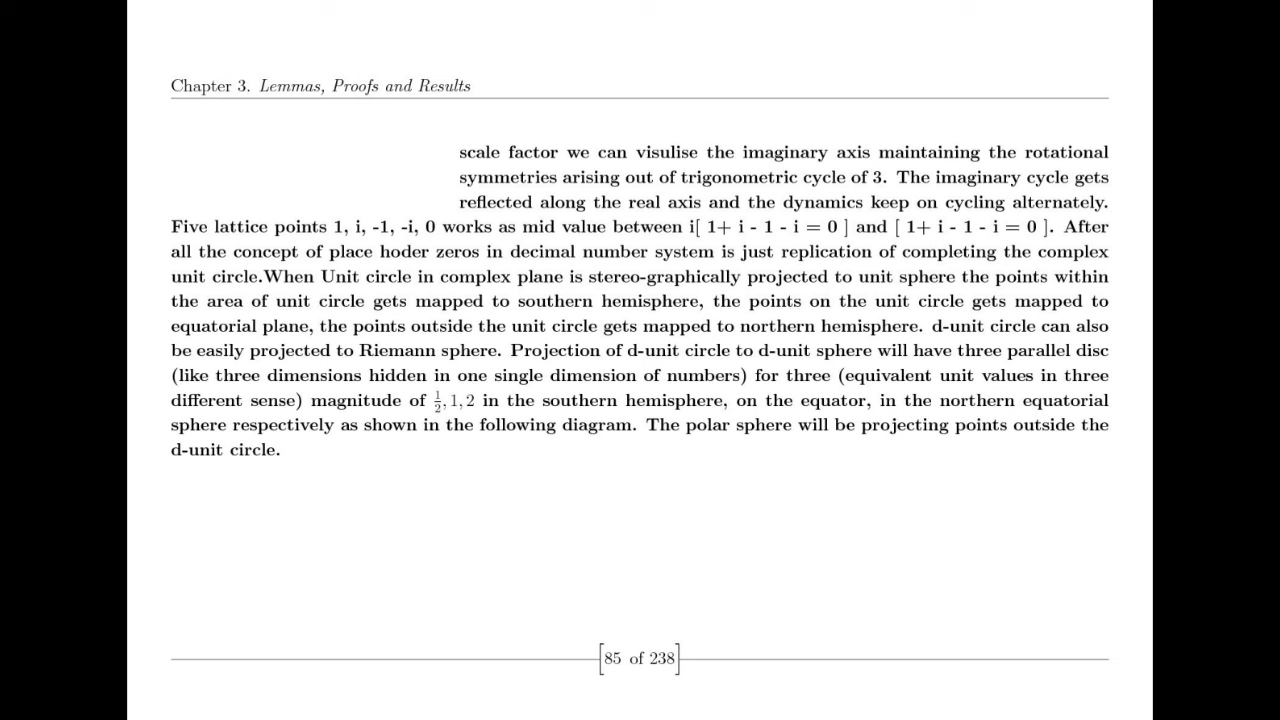 Chapter 3. Lemmas, Proofs and Results
scale factor we can visulise the imaginary axis maintaining the rotational
symmetries arising out of trigonometric cycle of 3. The imaginary cycle gets
reflected along the real axis and the dynamics keep on cycling alternately.
Five lattice points 1, i, -1, -i, 0 works as mid value between i[ 1+ i - 1 - i = 0 ] and [ 1+ i - 1 - i = 0 ]. After
all the concept of place hoder zeros in decimal number system is just replication of completing the complex
unit circle.When Unit circle in complex plane is stereo-graphically projected to unit sphere the points within
the area of unit circle gets mapped to southern hemisphere, the points on the unit circle gets mapped to
equatorial plane, the points outside the unit circle gets mapped to northern hemisphere. d-unit circle can also
be easily projected to Riemann sphere. Projection of d-unit circle to d-unit sphere will have three parallel disc
(like three dimensions hidden in one single dimension of numbers) for three (equivalent unit values in three
different sense) magnitude of 1/2, 1, 2 in the southern hemisphere, on the equator, in the northern equatorial
sphere respectively as shown in the following diagram. The polar sphere will be projecting points outside the
d-unit circle.
[85 of 238]